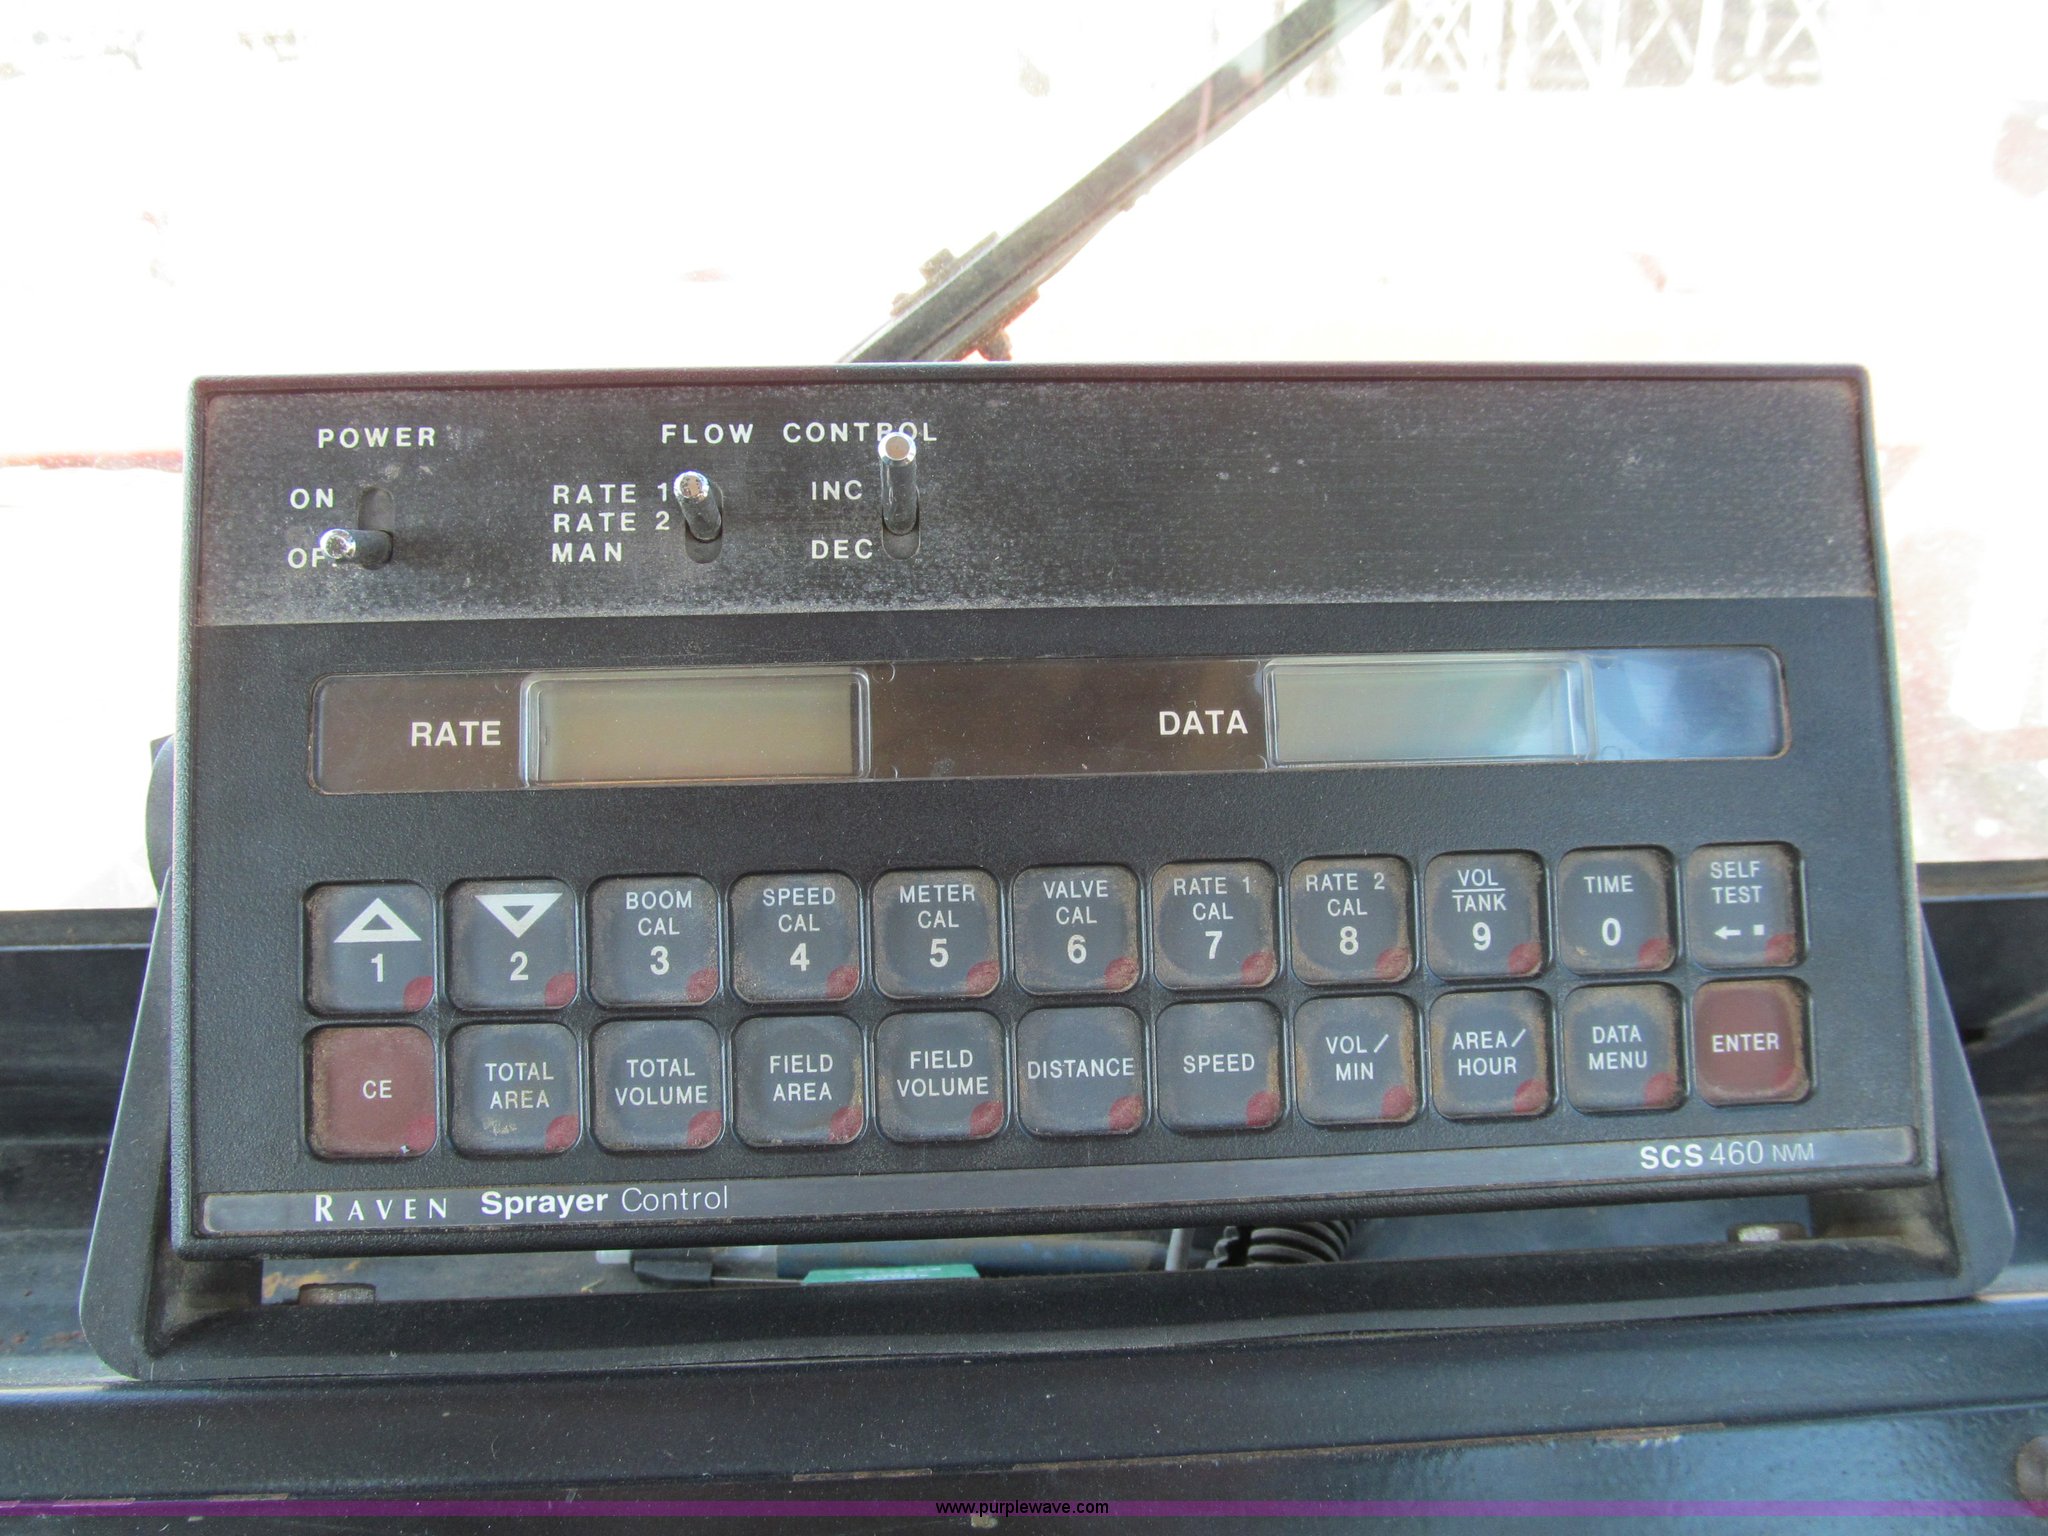 POWER
FLOW CONTROL
ON
RATE 1
INC
RATE 2
OFF
MAN
DEC
RATE
DATA
1
2
BOOM
CAL
3
SPEED
CAL
4
METER
CAL
5
VALVE
CAL
6
RATE 1
CAL
7
RATE 2
CAL
8
VOL
TANK
9
TIME
0
SELF
TEST
CE
TOTAL
AREA
TOTAL
VOLUME
FIELD
AREA
FIELD
VOLUME
DISTANCE
SPEED
VOL/
MIN
AREA/
HOUR
DATA
MENU
ENTER
SCS 460 NVM
RAVEN Sprayer Control
www.purplewave.com